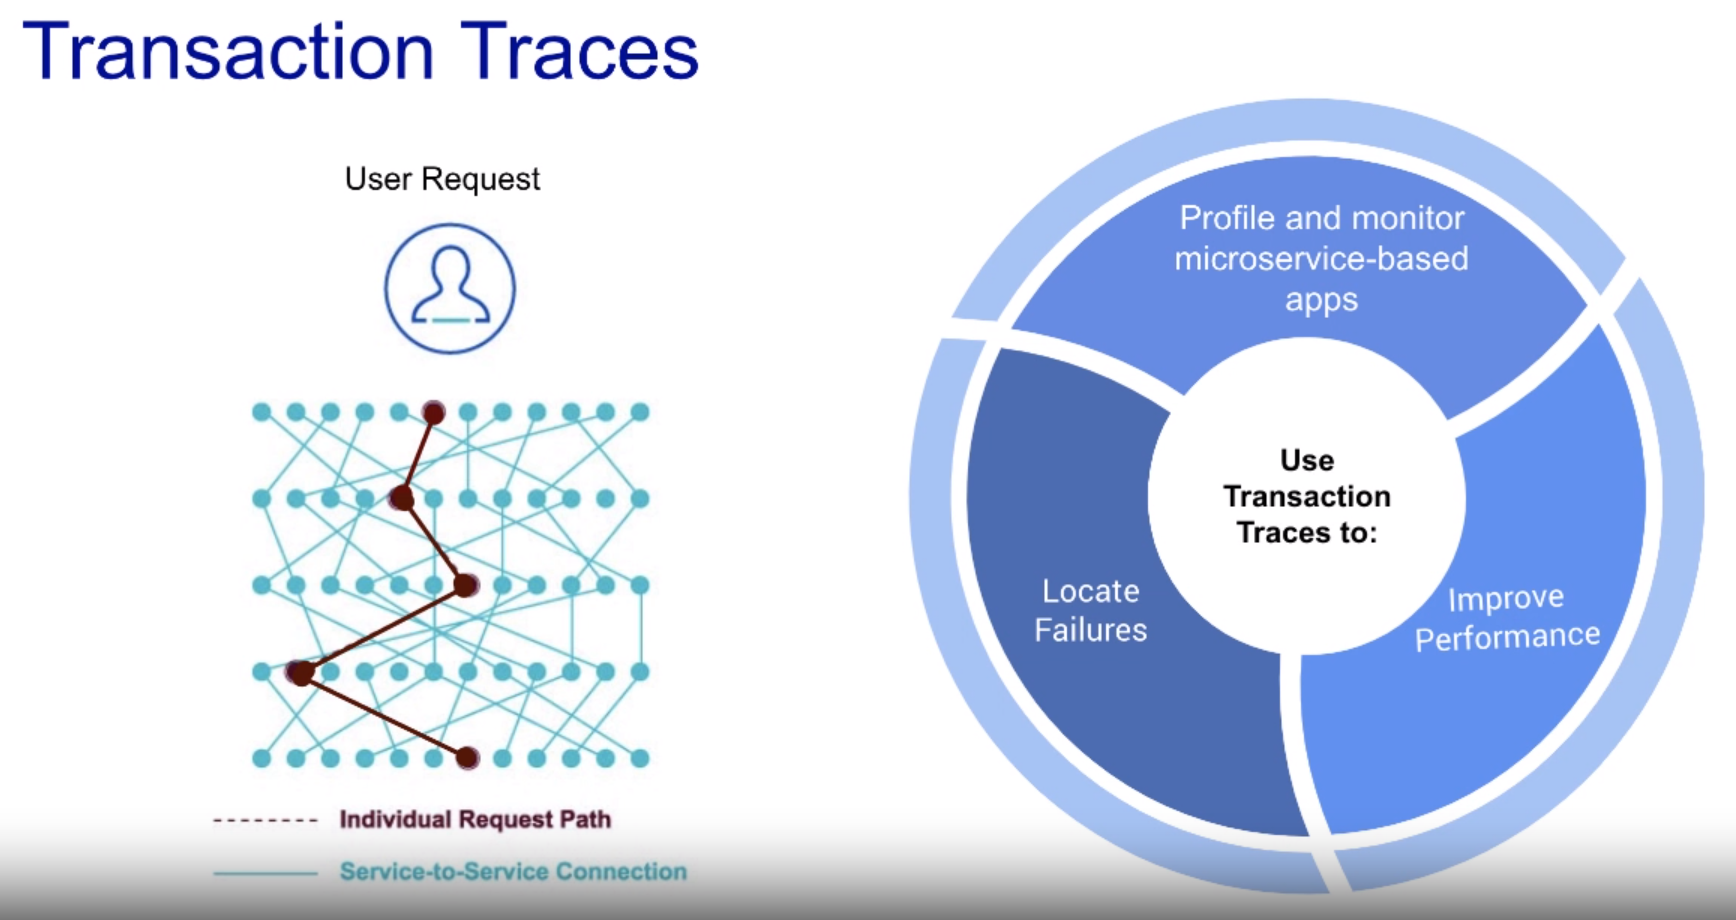 Transaction Traces
User Request
Individual Request Path
Service-to-Service Connection
Profile and monitor
microservice-based
apps
Use
Transaction
Traces to:
Locate
Failures
Improve
Performance